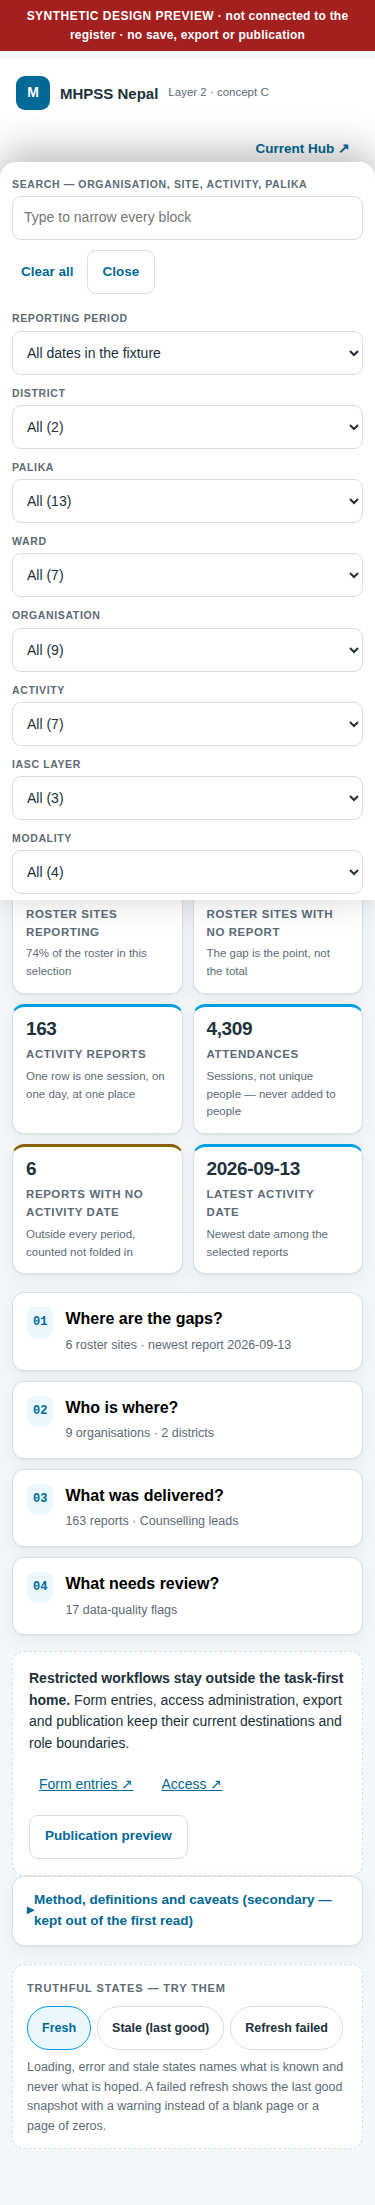 SYNTHETIC DESIGN PREVIEW · not connected to the
register · no save, export or publication
M
MHPSS Nepal
Layer 2 · concept C
Current Hub ↗
SEARCH — ORGANISATION, SITE, ACTIVITY, PALIKA
Type to narrow every block
Clear all
Close
REPORTING PERIOD
All dates in the fixture
DISTRICT
All (2)
PALIKA
All (13)
WARD
All (7)
ORGANISATION
All (9)
ACTIVITY
All (7)
IASC LAYER
All (3)
MODALITY
All (4)
ROSTER SITES
REPORTING
74% of the roster in this
selection
ROSTER SITES WITH
NO REPORT
The gap is the point, not
the total
163
ACTIVITY REPORTS
One row is one session, on
one day, at one place
4,309
ATTENDANCES
Sessions, not unique
people — never added to
people
6
REPORTS WITH NO
ACTIVITY DATE
Outside every period,
counted not folded in
2026-09-13
LATEST ACTIVITY
DATE
Newest date among the
selected reports
01
Where are the gaps?
6 roster sites · newest report 2026-09-13
02
Who is where?
9 organisations · 2 districts
03
What was delivered?
163 reports · Counselling leads
04
What needs review?
17 data-quality flags
Restricted workflows stay outside the task-first
home. Form entries, access administration, export
and publication keep their current destinations and
role boundaries.
Form entries ↗
Access ↗
Publication preview
Method, definitions and caveats (secondary —
kept out of the first read)
TRUTHFUL STATES — TRY THEM
Fresh
Stale (last good)
Refresh failed
Loading, error and stale states names what is known and
never what is hoped. A failed refresh shows the last good
snapshot with a warning instead of a blank page or a
page of zeros.